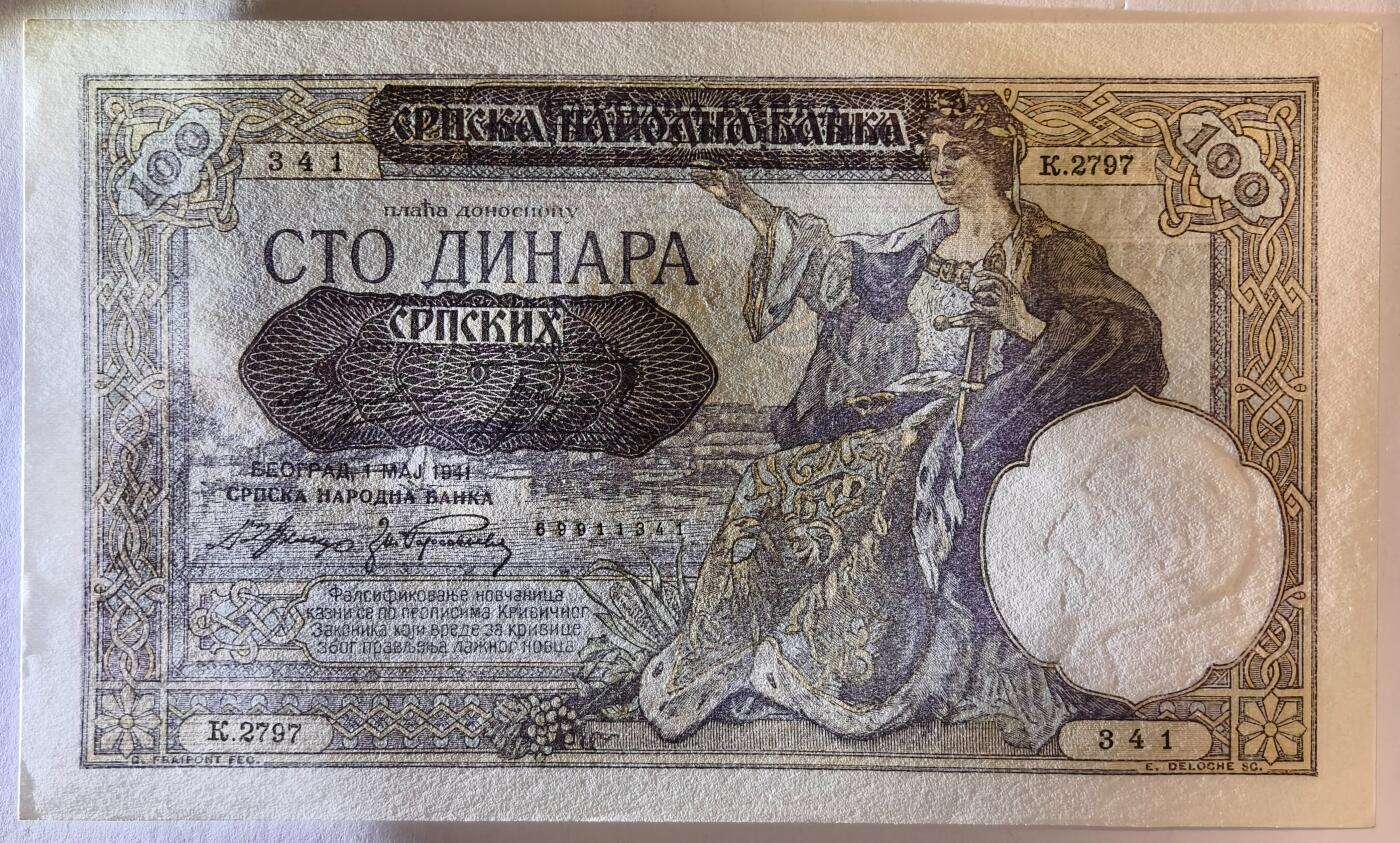 СРПСКА НАРОДНА БАНКА
100
341
К.2797
100
плаћа доносиоцу
СТО ДИНАРА
СРПСКИХ
БЕОГРАД, 1 МАЈ 1941
СРПСКА НАРОДНА БАНКА
69911341
Фалсификовање новчаница
казни се по прописима Кривичног
Законика који вреде за кривице
због прављења лажног новца
К.2797
341
G. FRAIPONT FEC.
E. DELOCHE SC.